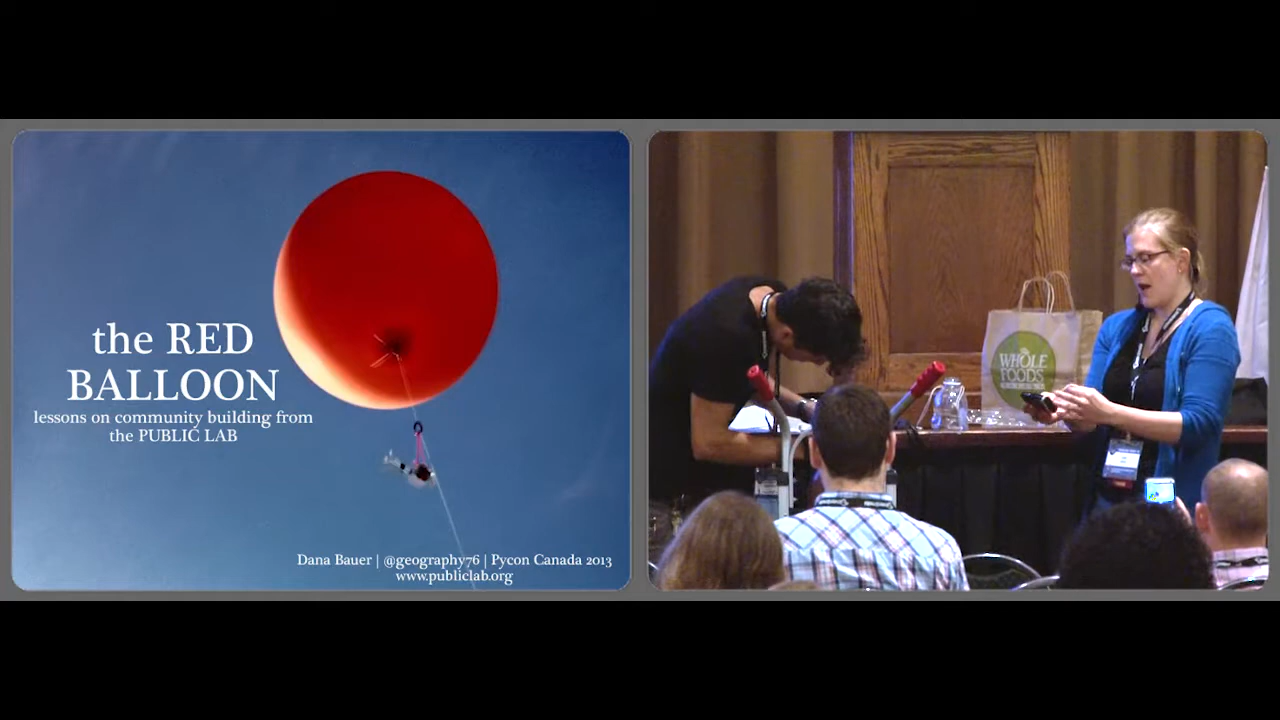 the RED
BALLOON
lessons on community building from
the PUBLIC LAB
Dana Bauer | @geography76 | Pycon Canada 2013
www.publiclab.org
WHOLE
FOODS